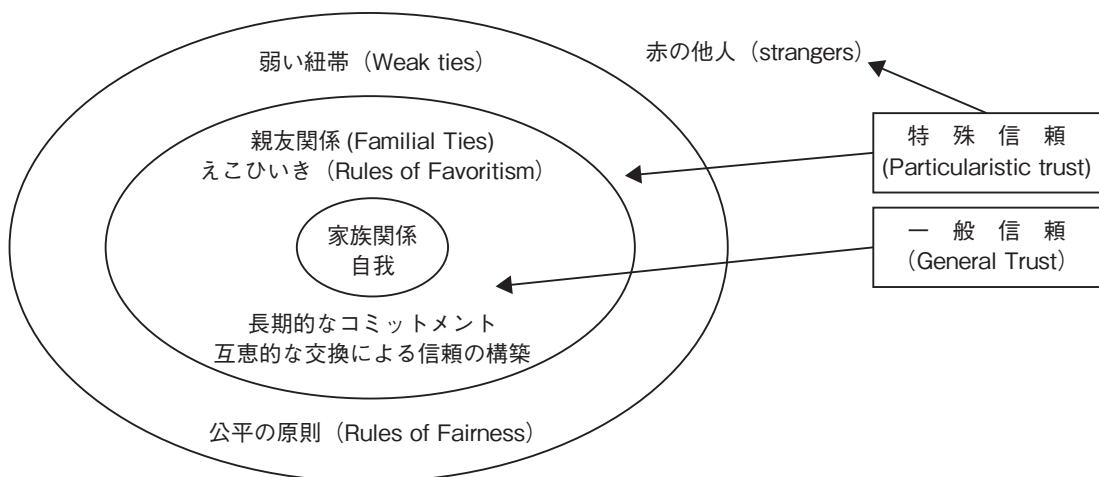 弱い紐帯（Weak ties）
赤の他人（strangers）
親友関係 (Familial Ties)
えこひいき（Rules of Favoritism）
特 殊 信 頼
(Particularistic trust)
家族関係
自我
一 般 信 頼
（General Trust）
長期的なコミットメント
互恵的な交換による信頼の構築
公平の原則（Rules of Fairness）